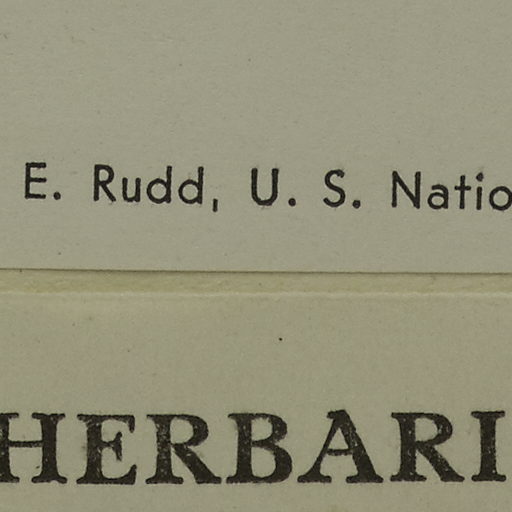 E. Rudd, U. S. Natio
HERBARI